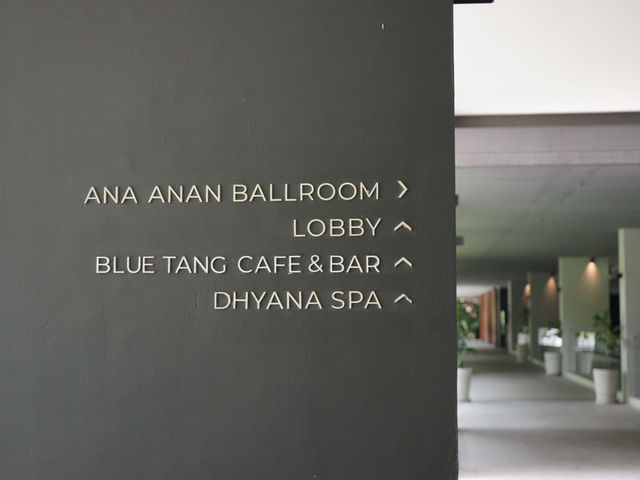 ANA ANAN BALLROOM >
LOBBY ^
BLUE TANG CAFE & BAR ^
DHYANA SPA ^